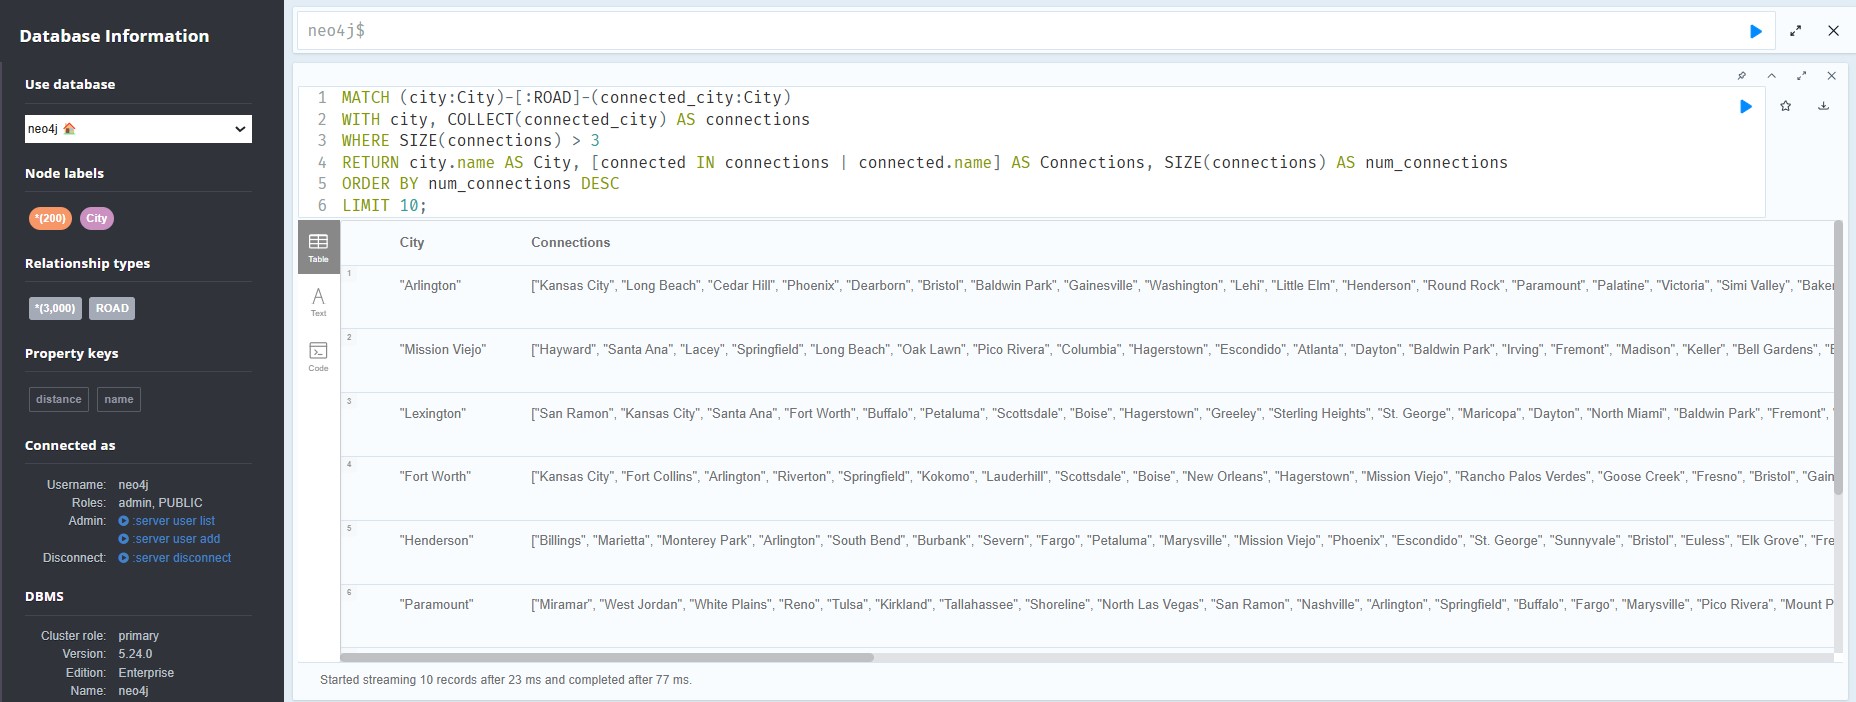 Database Information
Use database
neo4j
Node labels
*(200) City
Relationship types
*(3,000) ROAD
Property keys
distance name
Connected as
Username: neo4j
Roles: admin, PUBLIC
Admin: :server user list
:server user add
Disconnect: :server disconnect
DBMS
Cluster role: primary
Version: 5.24.0
Edition: Enterprise
Name: neo4j
neo4j$
1 MATCH (city:City)-[:ROAD]-(connected_city:City)
2 WITH city, COLLECT(connected_city) AS connections
3 WHERE SIZE(connections) > 3
4 RETURN city.name AS City, [connected IN connections | connected.name] AS Connections, SIZE(connections) AS num_connections
5 ORDER BY num_connections DESC
6 LIMIT 10;
Table
Text
Code
City Connections
1
"Arlington" ["Kansas City", "Long Beach", "Cedar Hill", "Phoenix", "Dearborn", "Bristol", "Baldwin Park", "Gainesville", "Washington", "Lehi", "Little Elm", "Henderson", "Round Rock", "Paramount", "Palatine", "Victoria", "Simi Valley", "Baker
2
"Mission Viejo" ["Hayward", "Santa Ana", "Lacey", "Springfield", "Long Beach", "Oak Lawn", "Pico Rivera", "Columbia", "Hagerstown", "Escondido", "Atlanta", "Dayton", "Baldwin Park", "Irving", "Fremont", "Madison", "Keller", "Bell Gardens", "E
3
"Lexington" ["San Ramon", "Kansas City", "Santa Ana", "Fort Worth", "Buffalo", "Petaluma", "Scottsdale", "Boise", "Hagerstown", "Greeley", "Sterling Heights", "St. George", "Maricopa", "Dayton", "North Miami", "Baldwin Park", "Fremont", "
4
"Fort Worth" ["Kansas City", "Fort Collins", "Arlington", "Riverton", "Springfield", "Kokomo", "Lauderhill", "Scottsdale", "Boise", "New Orleans", "Hagerstown", "Mission Viejo", "Rancho Palos Verdes", "Goose Creek", "Fresno", "Bristol", "Gain
5
"Henderson" ["Billings", "Marietta", "Monterey Park", "Arlington", "South Bend", "Burbank", "Severn", "Fargo", "Petaluma", "Marysville", "Mission Viejo", "Phoenix", "Escondido", "St. George", "Sunnyvale", "Bristol", "Euless", "Elk Grove", "Fre
6
"Paramount" ["Miramar", "West Jordan", "White Plains", "Reno", "Tulsa", "Kirkland", "Tallahassee", "Shoreline", "North Las Vegas", "San Ramon", "Nashville", "Arlington", "Springfield", "Buffalo", "Fargo", "Marysville", "Pico Rivera", "Mount P
Started streaming 10 records after 23 ms and completed after 77 ms.